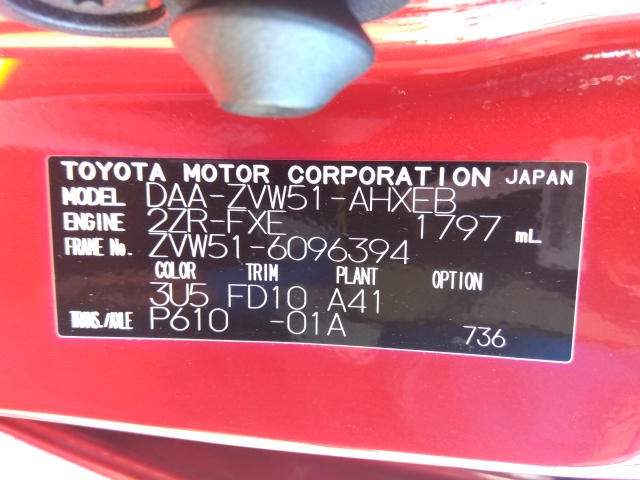 TOYOTA MOTOR CORPORATION JAPAN
MODEL DAA-ZVW51-AHXEB
ENGINE 2ZR-FXE 1797 mL
FRAME No. ZVW51-6096394
COLOR TRIM PLANT OPTION
3U5 FD10 A41
TRANS./AXLE P610 -01A 736